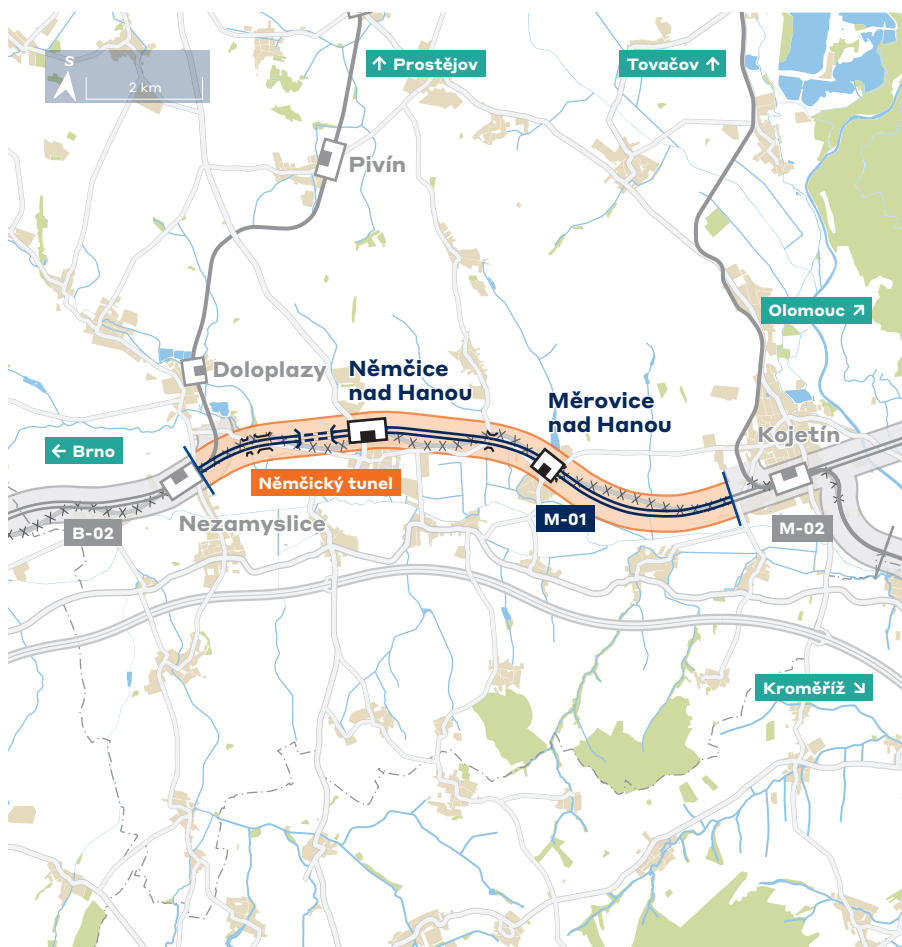 S
2 km
↑ Prostějov
Tovačov ↑
Pivín
Olomouc ↗
Doloplazy
Němčice
nad Hanou
Měrovice
nad Hanou
Kojetín
← Brno
Němčický tunel
Nezamyslice
B-02
M-01
M-02
Kroměříž ↘